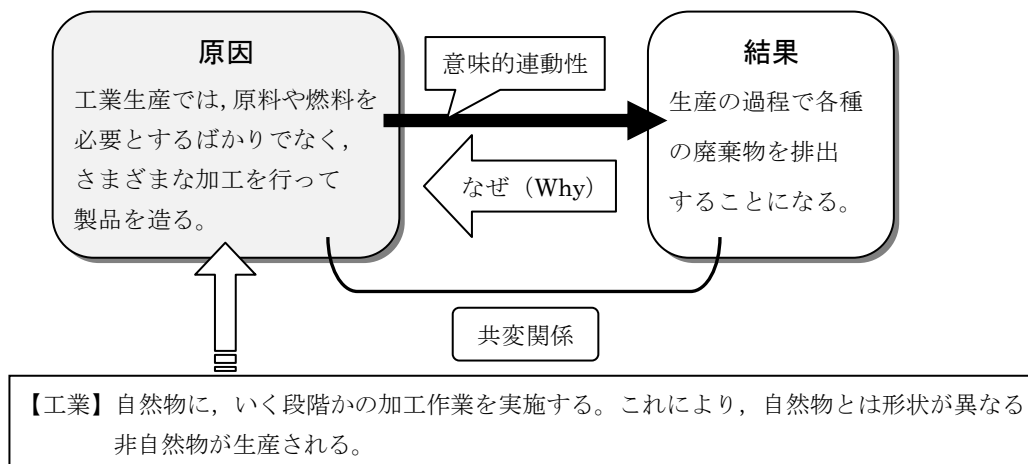 原因
工業生産では,原料や燃料を
必要とするばかりでなく,
さまざまな加工を行って
製品を造る。
意味的連動性
なぜ（Why）
結果
生産の過程で各種
の廃棄物を排出
することになる。
共変関係
【工業】自然物に，いく段階かの加工作業を実施する。これにより，自然物とは形状が異なる
非自然物が生産される。